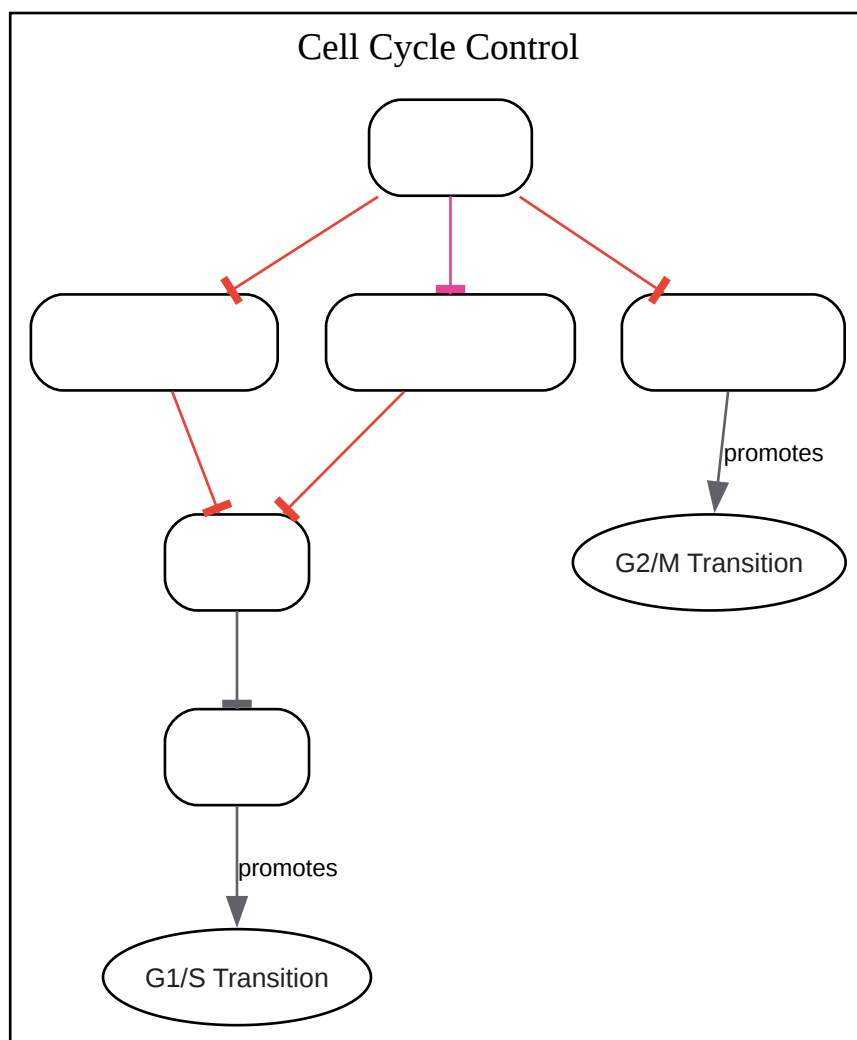 Cell Cycle Control
promotes
G2/M Transition
promotes
G1/S Transition